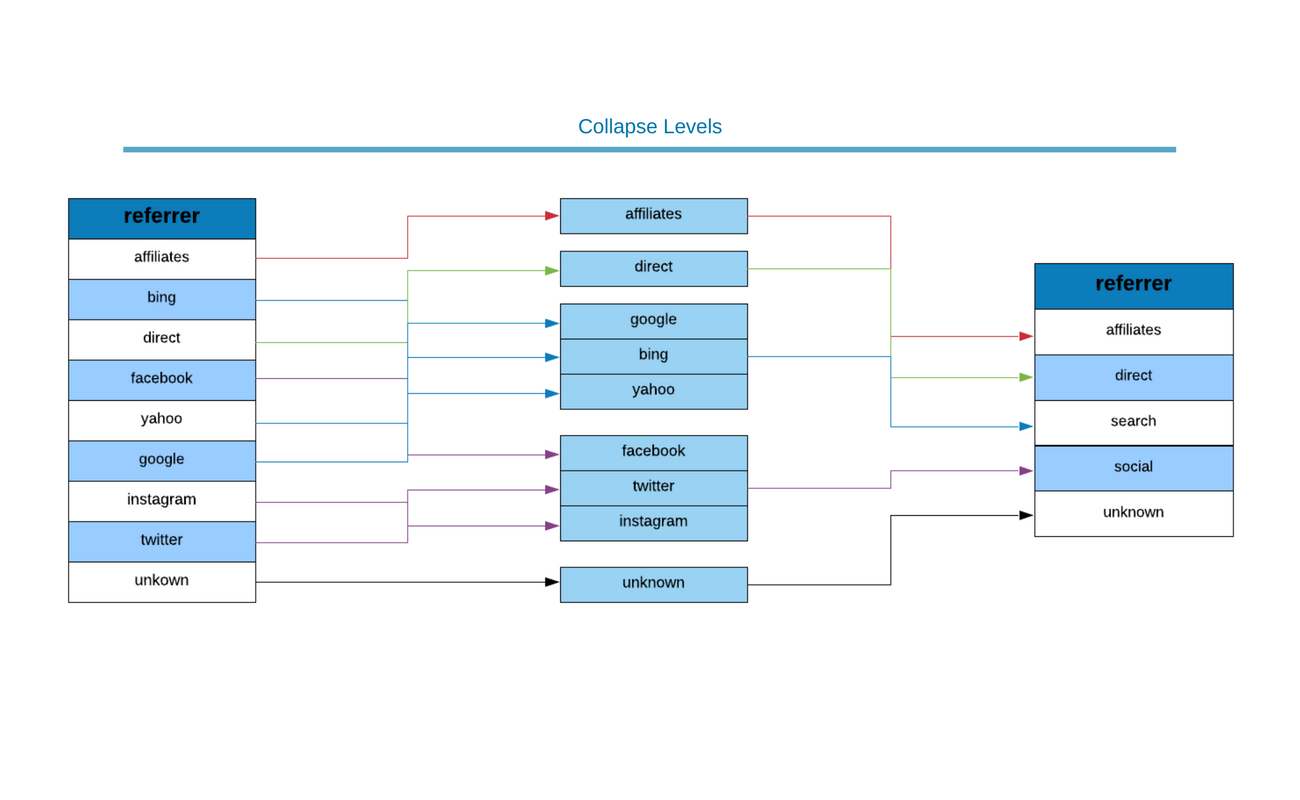 Collapse Levels
referrer
affiliates
bing
direct
facebook
yahoo
google
instagram
twitter
unkown
affiliates
direct
google
bing
yahoo
facebook
twitter
instagram
unknown
referrer
affiliates
direct
search
social
unknown